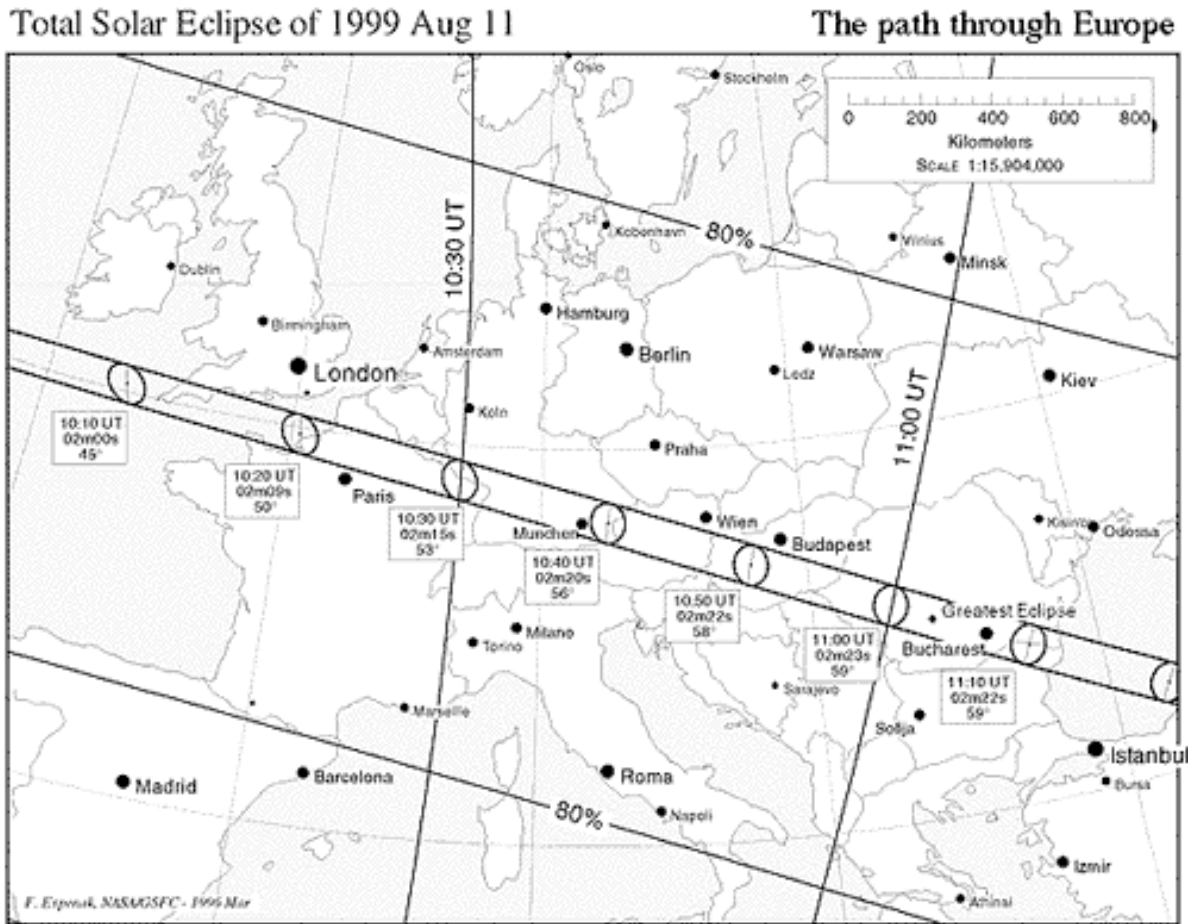 Total Solar Eclipse of 1999 Aug 11
The path through Europe
Oslo
Stockholm
0 200 400 600 800
Kilometers
SCALE 1:15,904,000
10:30 UT
80%
Kobenhavn
Vilnius
Minsk
Dublin
Hamburg
Birmingham
Amsterdam
Berlin
Warsaw
London
Lodz
Kiev
11:00 UT
Köln
10:10 UT
02m00s
45°
Praha
10:20 UT
02m09s
50°
Paris
10:30 UT
02m15s
53°
Munchen
Wien
Budapest
Odessa
10:40 UT
02m20s
56°
10:50 UT
02m22s
58°
Greatest Eclipse
Bucharest
11:00 UT
02m23s
59°
Milano
Torino
11:10 UT
02m22s
59°
Sarajevo
Marseille
Sofija
Istanbul
Madrid
Barcelona
Roma
Bursa
80%
Napoli
Izmir
F. Espenak, NASA/GSFC - 1996 Mar
Athinai